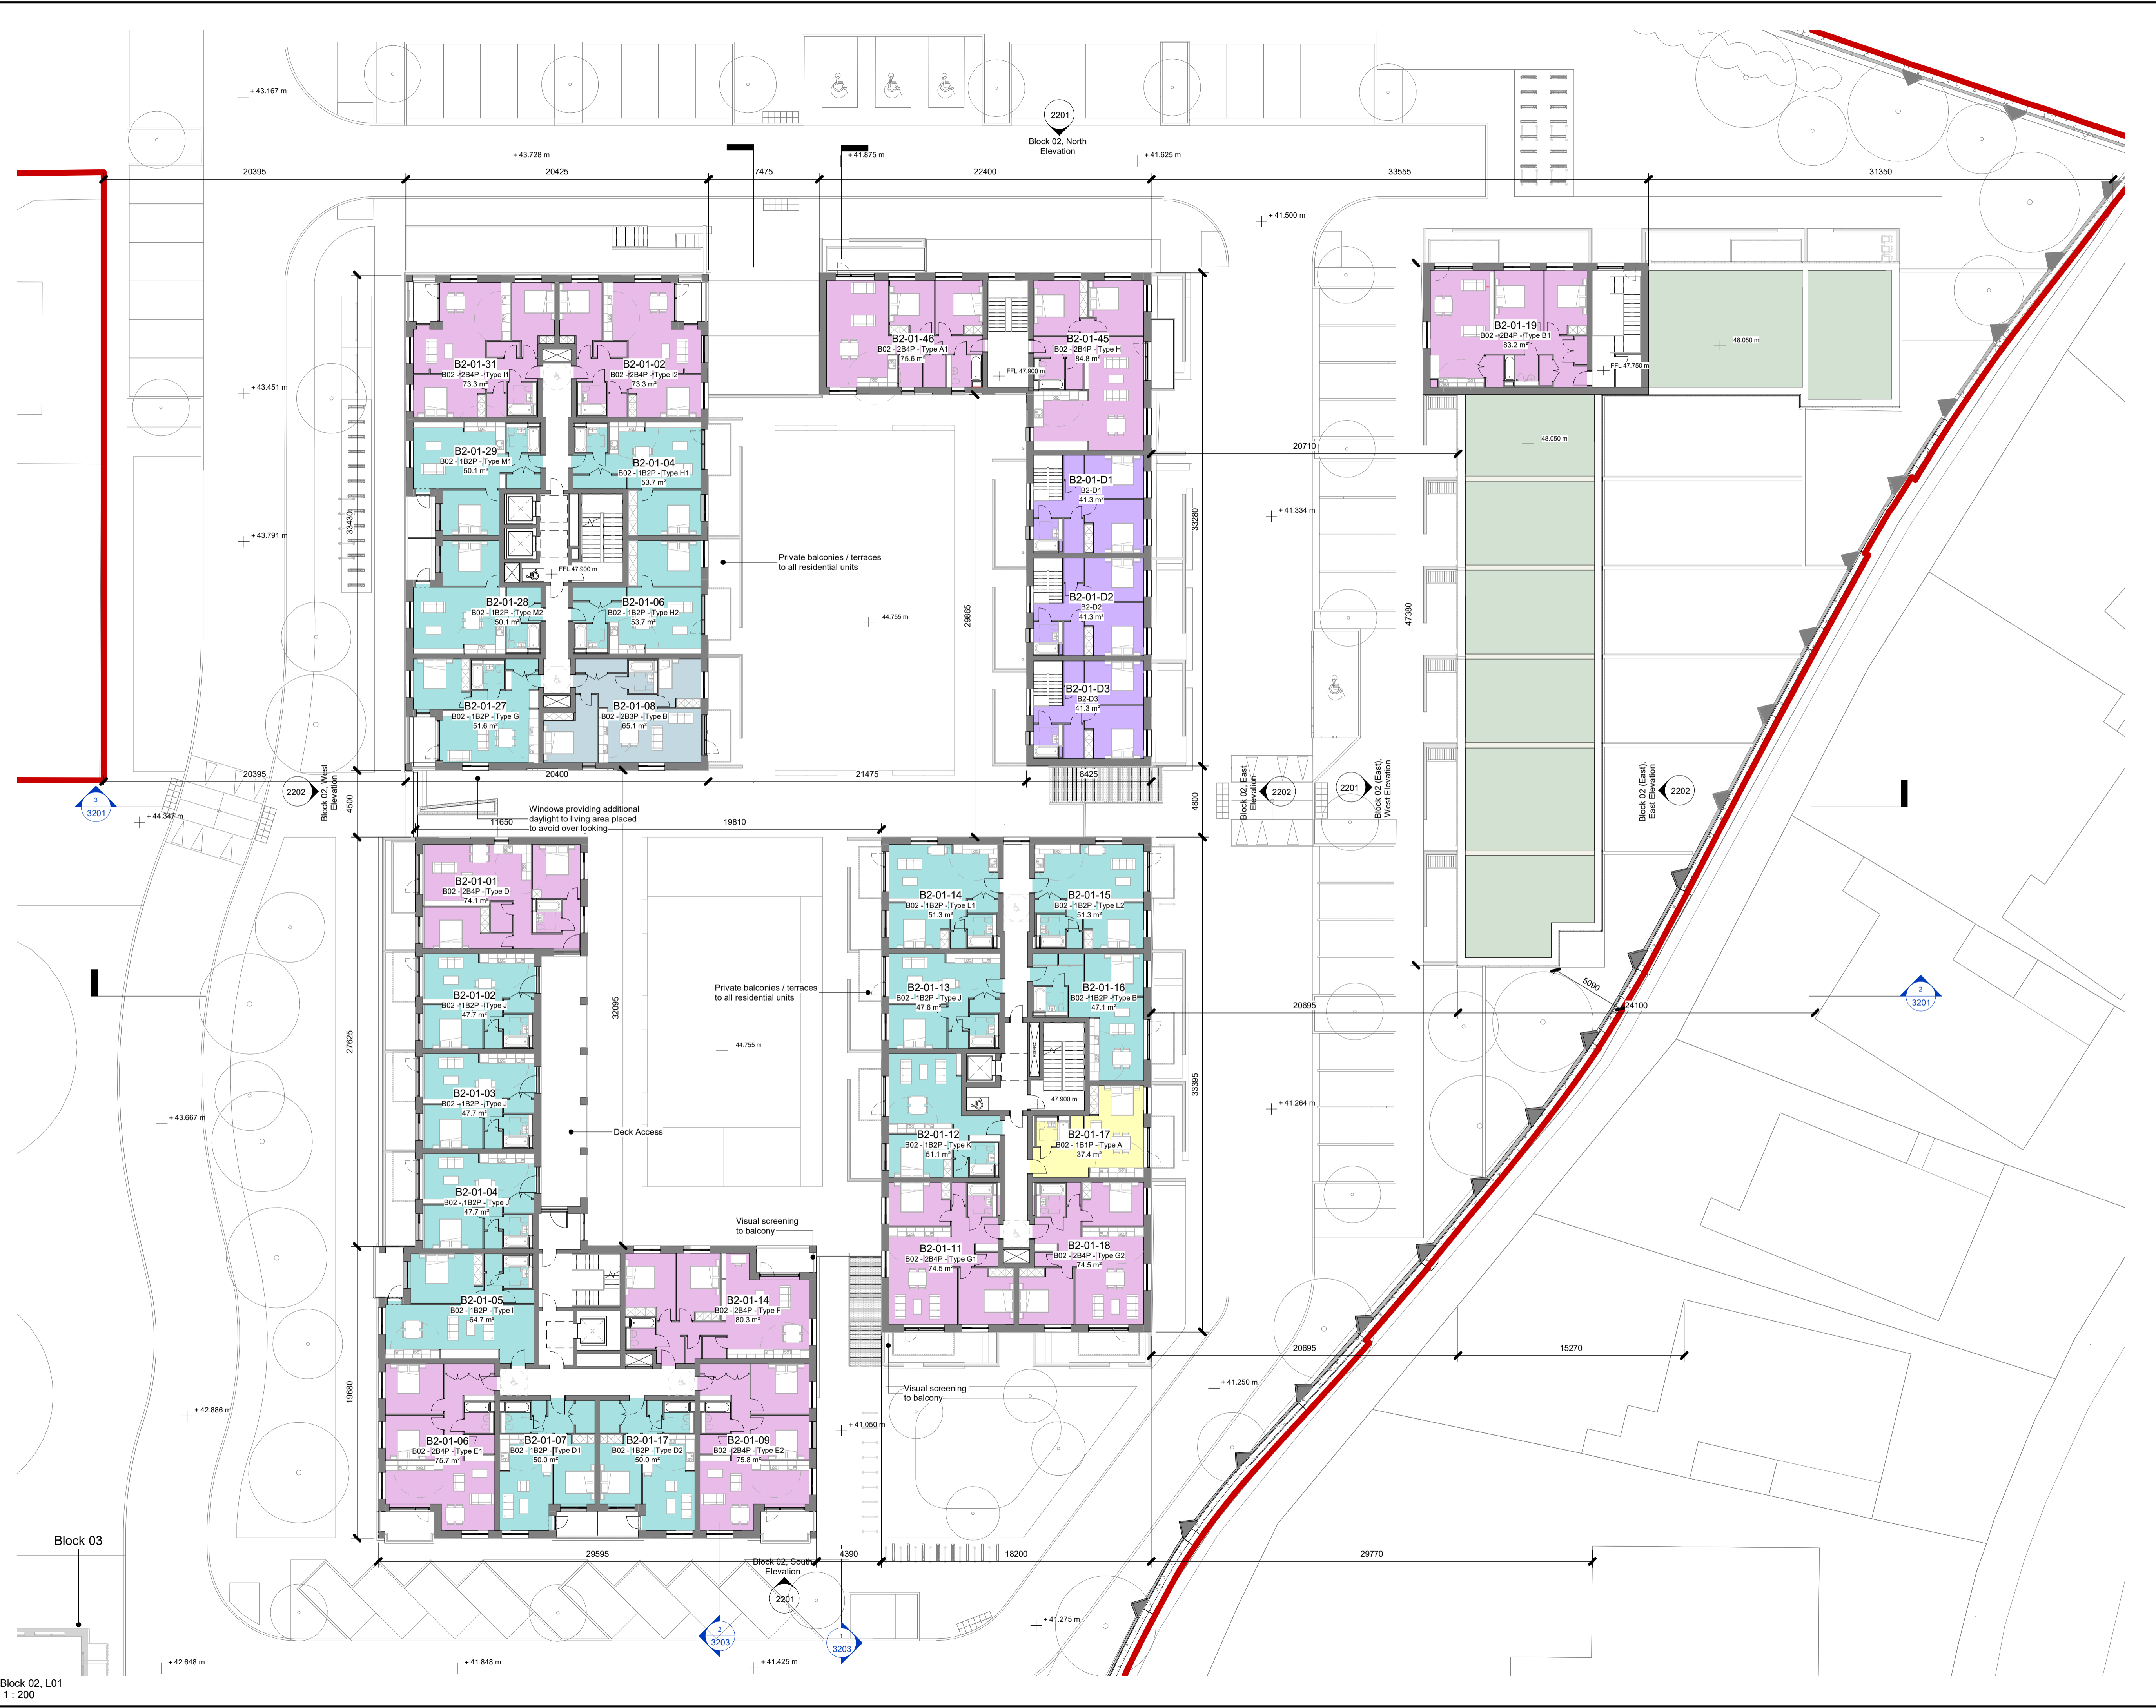 + 43.167 m
2201
Block 02, North
Elevation
+ 43.728 m
+ 41.875 m
+ 41.625 m
20395
20425
7475
22400
33555
31350
+ 41.500 m
B2-01-31
B02 - 2B4P - Type I1
73.3 m²
B2-01-02
B02 - 2B4P - Type I2
73.3 m²
B2-01-46
B02 - 2B4P - Type A1
75.6 m²
B2-01-45
B02 - 2B4P - Type H
84.8 m²
FFL 47.900 m
B2-01-19
B02 - 2B4P - Type B1
83.2 m²
48.050 m
FFL 47.750 m
+ 43.451 m
B2-01-29
B02 - 1B2P - Type M1
50.1 m²
B2-01-04
B02 - 1B2P - Type H1
53.7 m²
20710
48.050 m
B2-01-D1
B2-D1
41.3 m²
33430
33280
+ 41.334 m
+ 43.791 m
Private balconies / terraces
to all residential units
FFL 47.900 m
B2-01-28
B02 - 1B2P - Type M2
50.1 m²
B2-01-06
B02 - 1B2P - Type H2
53.7 m²
44.755 m
29865
B2-01-D2
B2-D2
41.3 m²
47380
B2-01-27
B02 - 1B2P - Type G
51.6 m²
B2-01-08
B02 - 2B3P - Type B
65.1 m²
B2-01-D3
B2-D3
41.3 m²
20395
20400
21475
8425
3
3201
2202
Block 02, West
Elevation
4500
4800
Block 02, East
Elevation
2202
2201
Block 02 (East),
West Elevation
Block 02 (East),
East Elevation
2202
+ 44.347 m
Windows providing additional
daylight to living area placed
to avoid over looking
11650
19810
B2-01-01
B02 - 2B4P - Type D
74.1 m²
B2-01-14
B02 - 1B2P - Type L1
51.3 m²
B2-01-15
B02 - 1B2P - Type L2
51.3 m²
B2-01-02
B02 - 1B2P - Type J
47.7 m²
Private balconies / terraces
to all residential units
B2-01-13
B02 - 1B2P - Type J
47.6 m²
B2-01-16
B02 - 1B2P - Type B
47.1 m²
5090
2
3201
32095
20695
24100
27625
44.755 m
B2-01-03
B02 - 1B2P - Type J
47.7 m²
33395
47.900 m
+ 41.264 m
+ 43.667 m
Deck Access
B2-01-12
B02 - 1B2P - Type K
51.1 m²
B2-01-17
B02 - 1B1P - Type A
37.4 m²
B2-01-04
B02 - 1B2P - Type J
47.7 m²
Visual screening
to balcony
B2-01-11
B02 - 2B4P - Type G1
74.5 m²
B2-01-18
B02 - 2B4P - Type G2
74.5 m²
B2-01-05
B02 - 1B2P - Type I
64.7 m²
B2-01-14
B02 - 2B4P - Type F
80.3 m²
20695
15270
19680
Visual screening
to balcony
+ 41.250 m
+ 42.886 m
+ 41.050 m
B2-01-06
B02 - 2B4P - Type E1
75.7 m²
B2-01-07
B02 - 1B2P - Type D1
50.0 m²
B2-01-17
B02 - 1B2P - Type D2
50.0 m²
B2-01-09
B02 - 2B4P - Type E2
75.8 m²
Block 03
29595
4390
18200
29770
Block 02, South
Elevation
2201
2
3203
1
3203
+ 41.275 m
+ 42.648 m
+ 41.848 m
+ 41.425 m
Block 02, L01
1 : 200